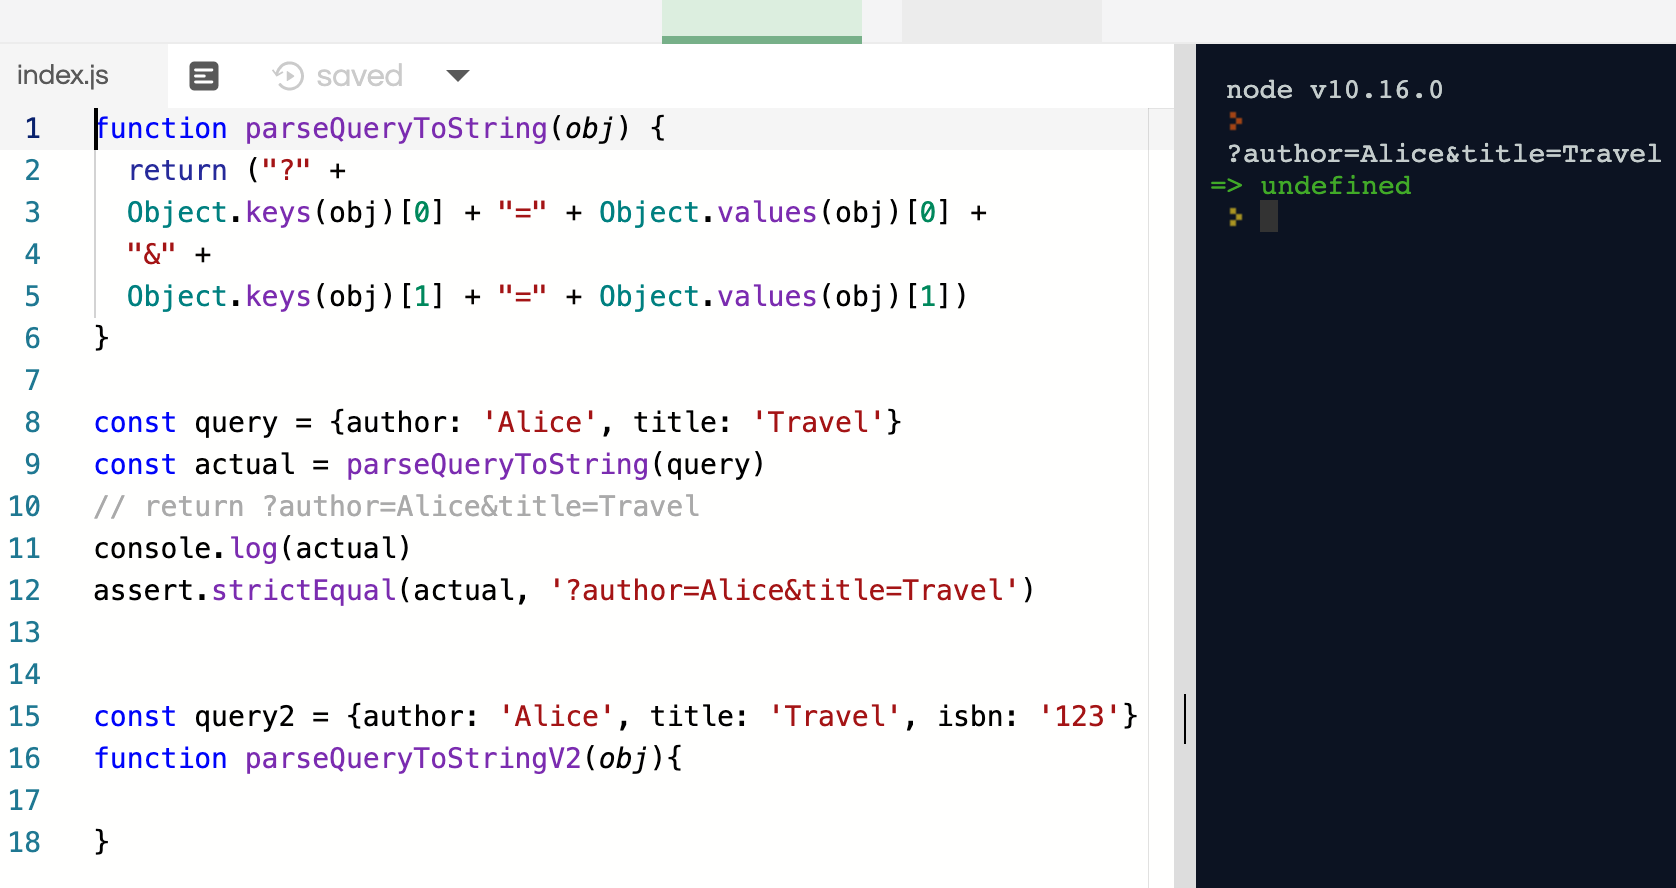 index.js
saved
1 function parseQueryToString(obj) {
2 return ("?" +
3 Object.keys(obj)[0] + "=" + Object.values(obj)[0] +
4 "&" +
5 Object.keys(obj)[1] + "=" + Object.values(obj)[1])
6 }
7
8 const query = {author: 'Alice', title: 'Travel'}
9 const actual = parseQueryToString(query)
10 // return ?author=Alice&title=Travel
11 console.log(actual)
12 assert.strictEqual(actual, '?author=Alice&title=Travel')
13
14
15 const query2 = {author: 'Alice', title: 'Travel', isbn: '123'}
16 function parseQueryToStringV2(obj){
17
18 }
node v10.16.0
?author=Alice&title=Travel
=> undefined